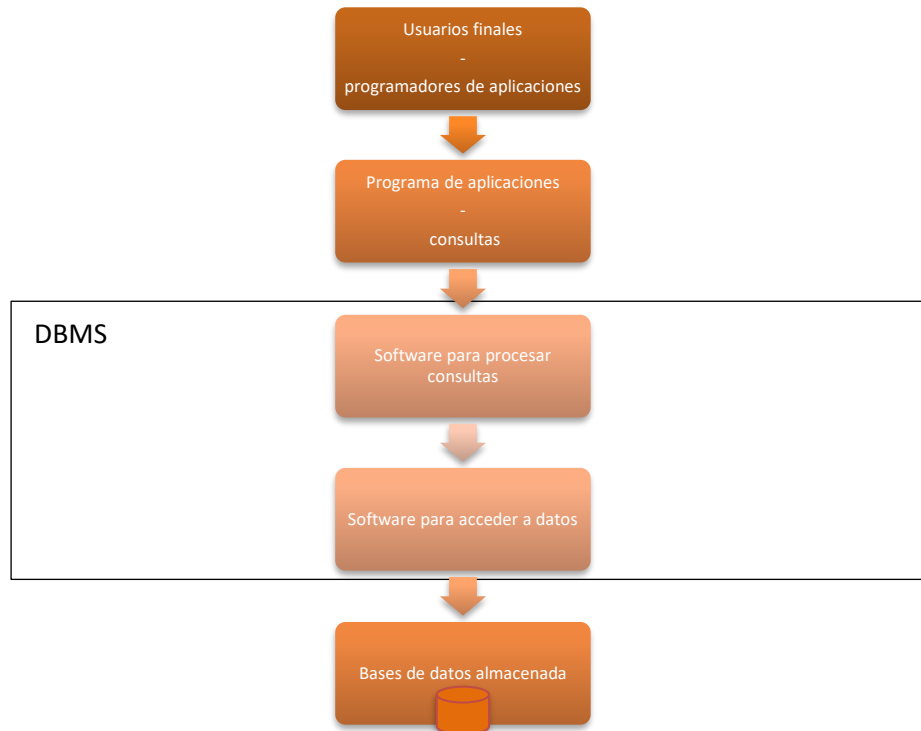 Usuarios finales
-
programadores de aplicaciones
Programa de aplicaciones
-
consultas
DBMS
Software para procesar
consultas
Software para acceder a datos
Bases de datos almacenada